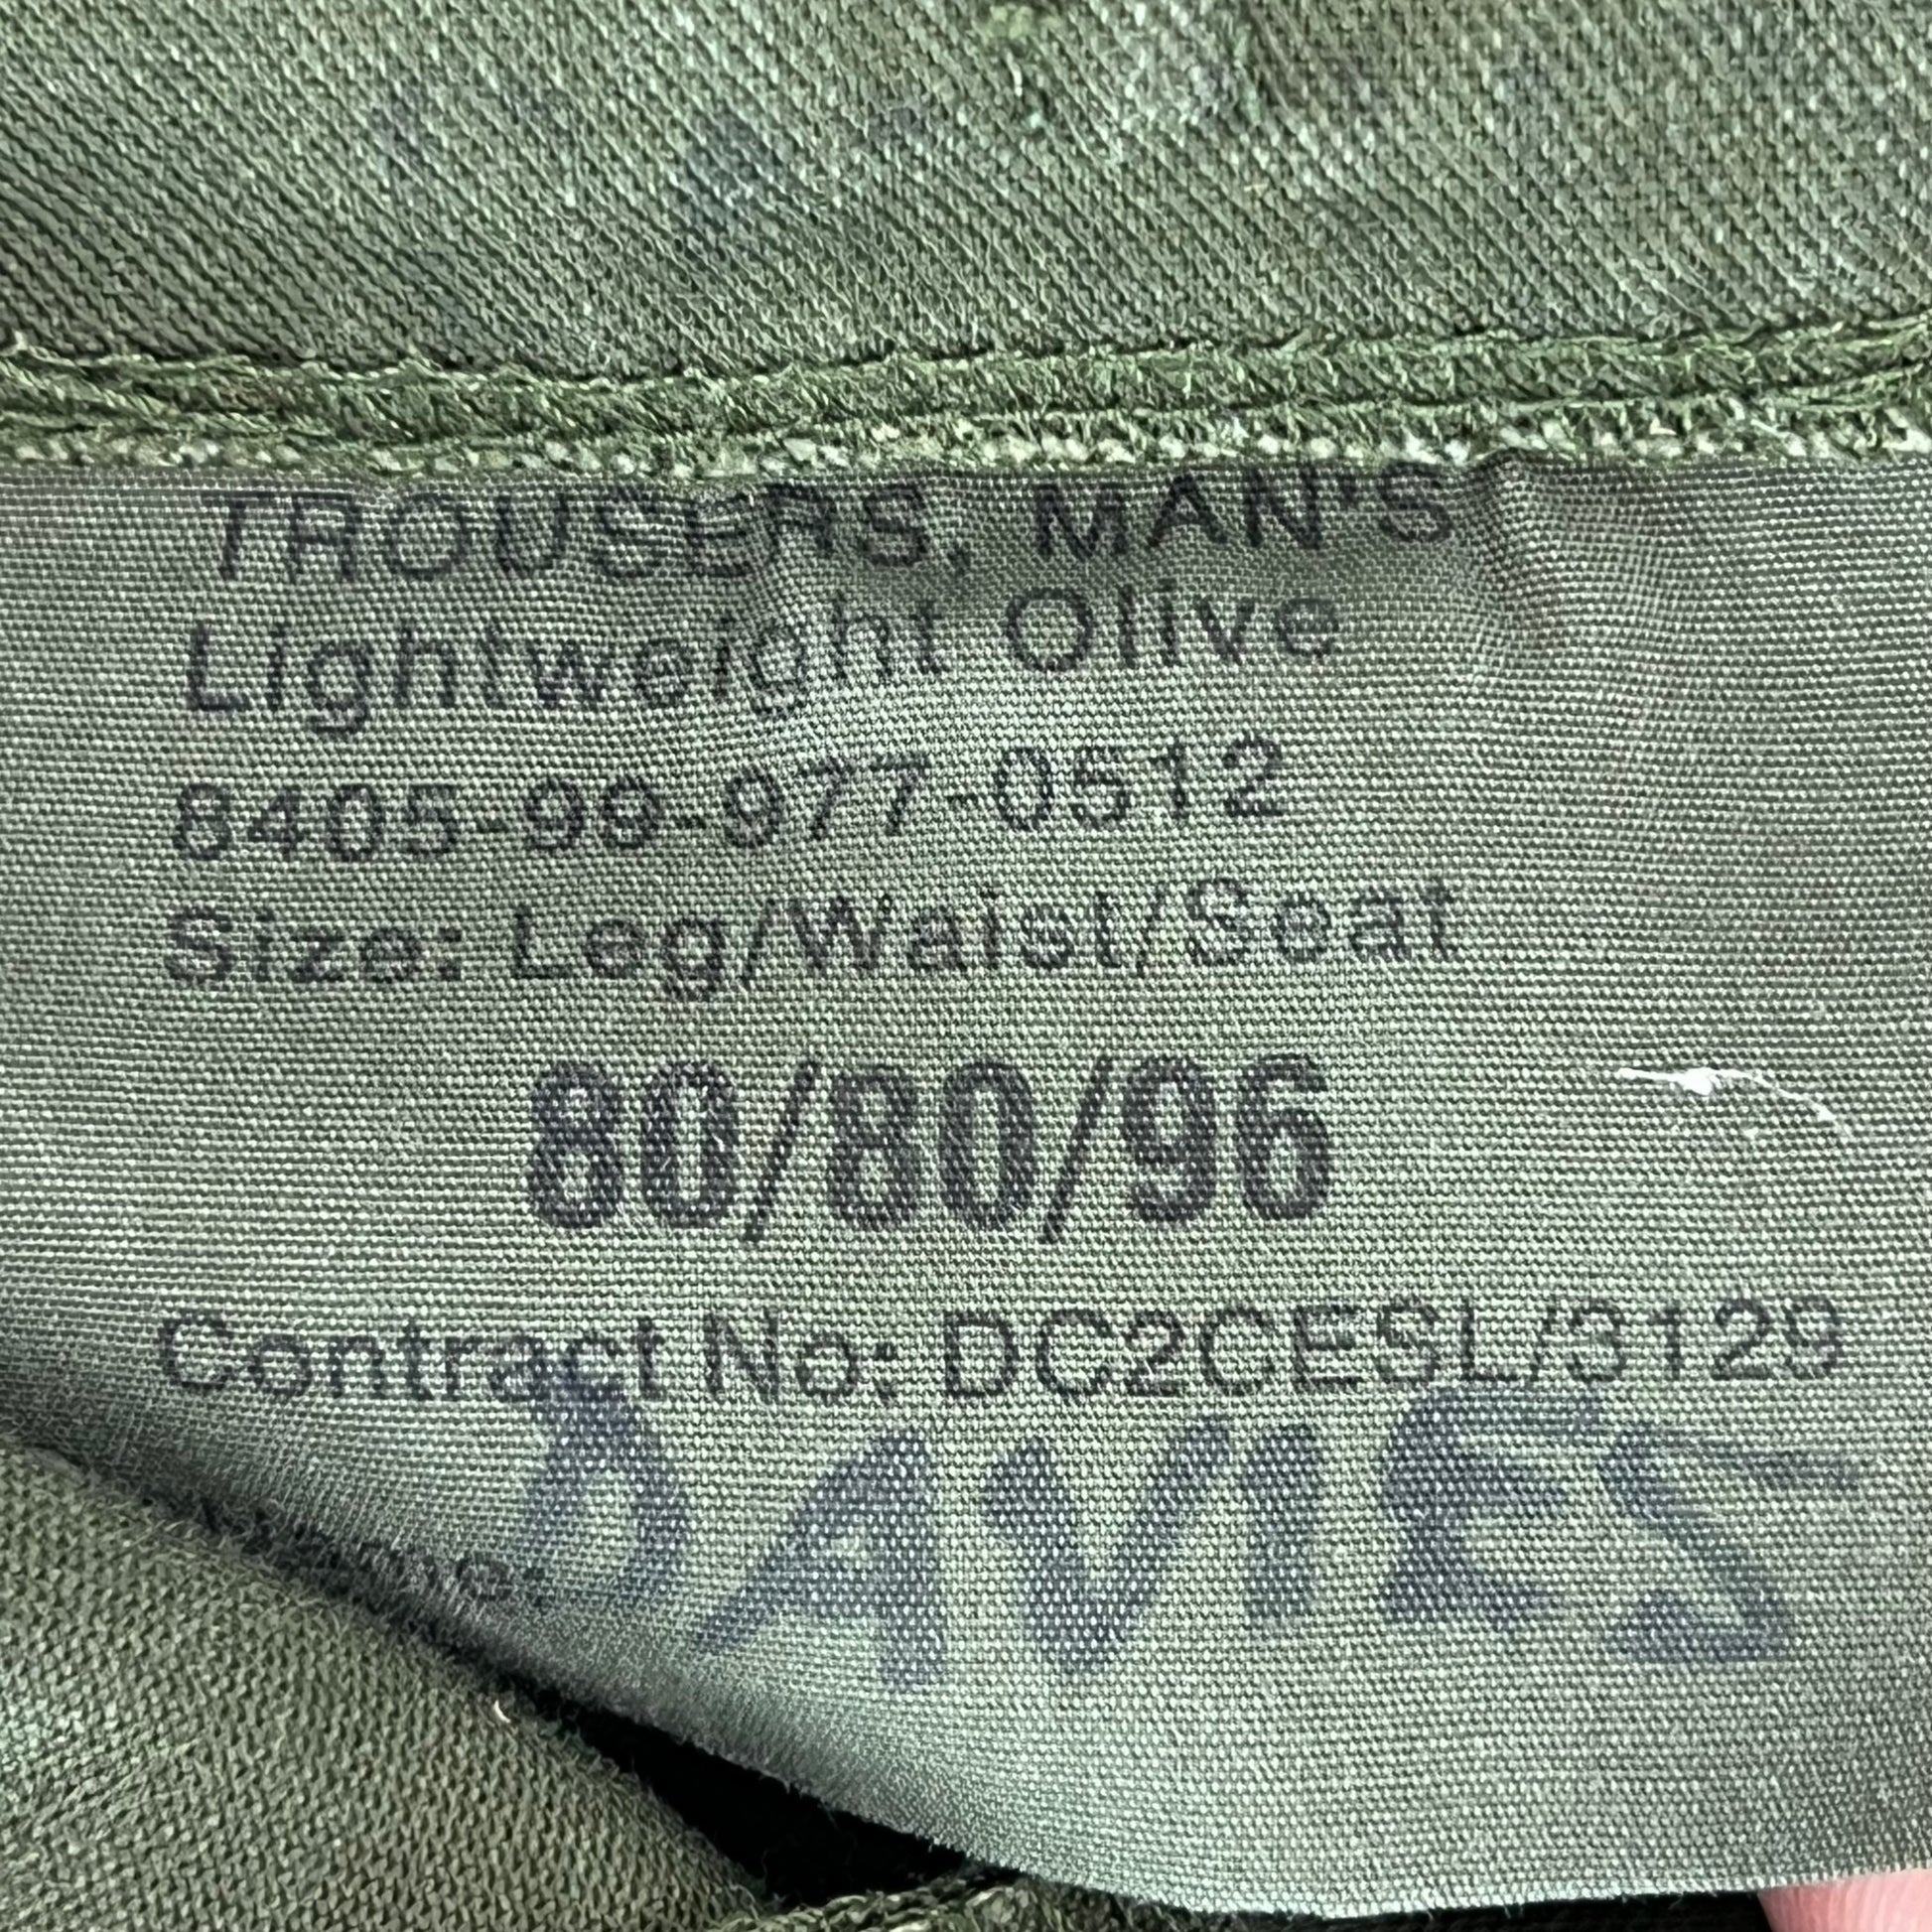 TROUSERS, MAN'S
Lightweight Olive
8405-99-977-0512
Size: Leg/Waist/Seat
80/80/96
Contract No: DC2CESL/3129
DAVIES